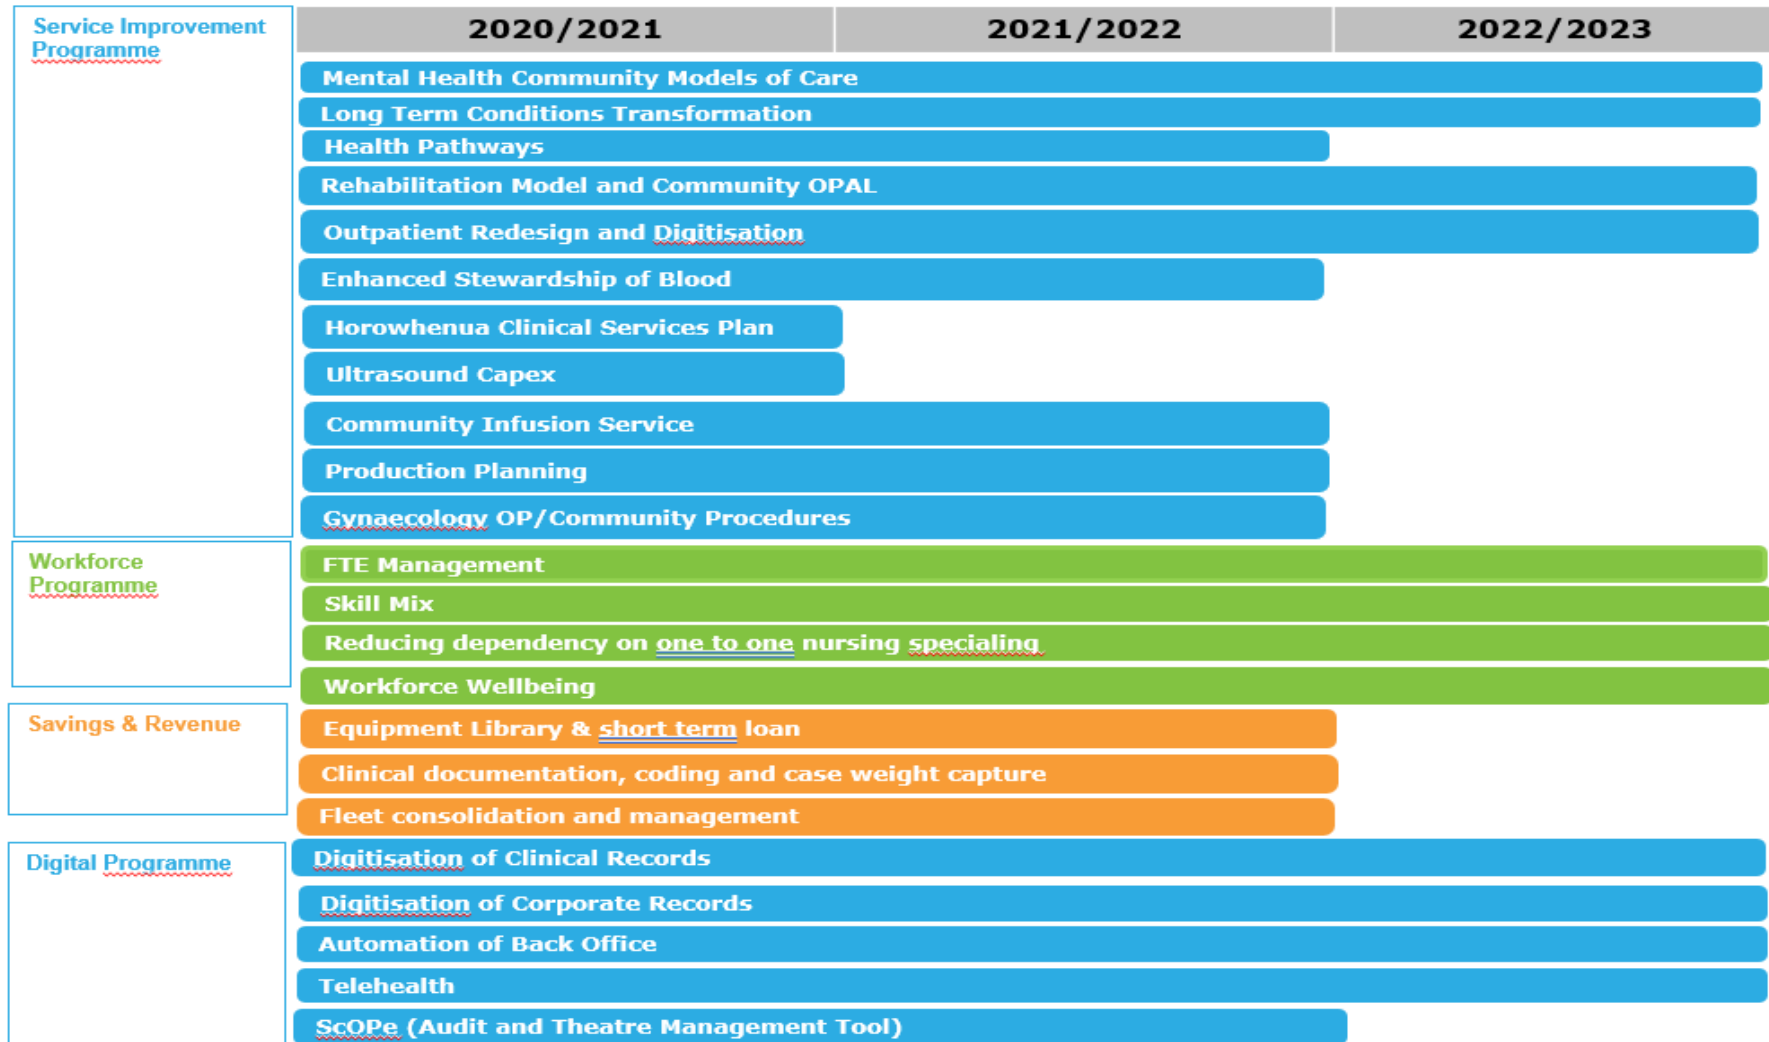 Service Improvement
Programme
2020/2021
2021/2022
2022/2023
Mental Health Community Models of Care
Long Term Conditions Transformation
Health Pathways
Rehabilitation Model and Community OPAL
Outpatient Redesign and Digitisation
Enhanced Stewardship of Blood
Horowhenua Clinical Services Plan
Ultrasound Capex
Community Infusion Service
Production Planning
Gynaecology OP/Community Procedures
Workforce
Programme
FTE Management
Skill Mix
Reducing dependency on one to one nursing specialing
Workforce Wellbeing
Savings & Revenue
Equipment Library & short term loan
Clinical documentation, coding and case weight capture
Fleet consolidation and management
Digital Programme
Digitisation of Clinical Records
Digitisation of Corporate Records
Automation of Back Office
Telehealth
ScOPe (Audit and Theatre Management Tool)